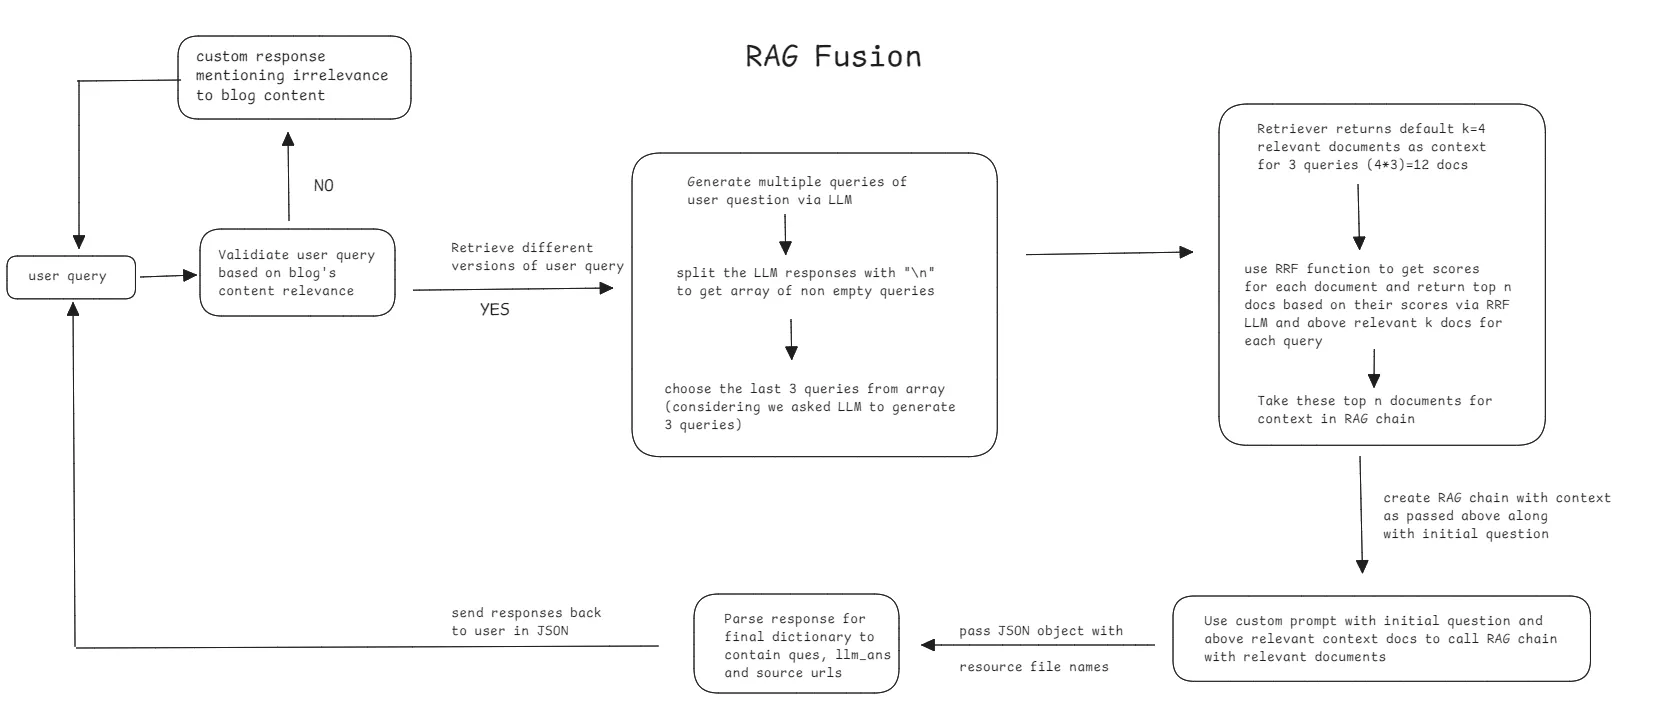 RAG Fusion
custom response
mentioning irrelevance
to blog content
NO
user query
Validiate user query
based on blog's
content relevance
Retrieve different
versions of user query
YES
Generate multiple queries of
user question via LLM
split the LLM responses with "\n"
to get array of non empty queries
choose the last 3 queries from array
(considering we asked LLM to generate
3 queries)
Retriever returns default k=4
relevant documents as context
for 3 queries (4*3)=12 docs
use RRF function to get scores
for each document and return top n
docs based on their scores via RRF
LLM and above relevant k docs for
each query
Take these top n documents for
context in RAG chain
create RAG chain with context
as passed above along
with initial question
Use custom prompt with initial question and
above relevant context docs to call RAG chain
with relevant documents
pass JSON object with
resource file names
Parse response for
final dictionary to
contain ques, llm_ans
and source urls
send responses back
to user in JSON